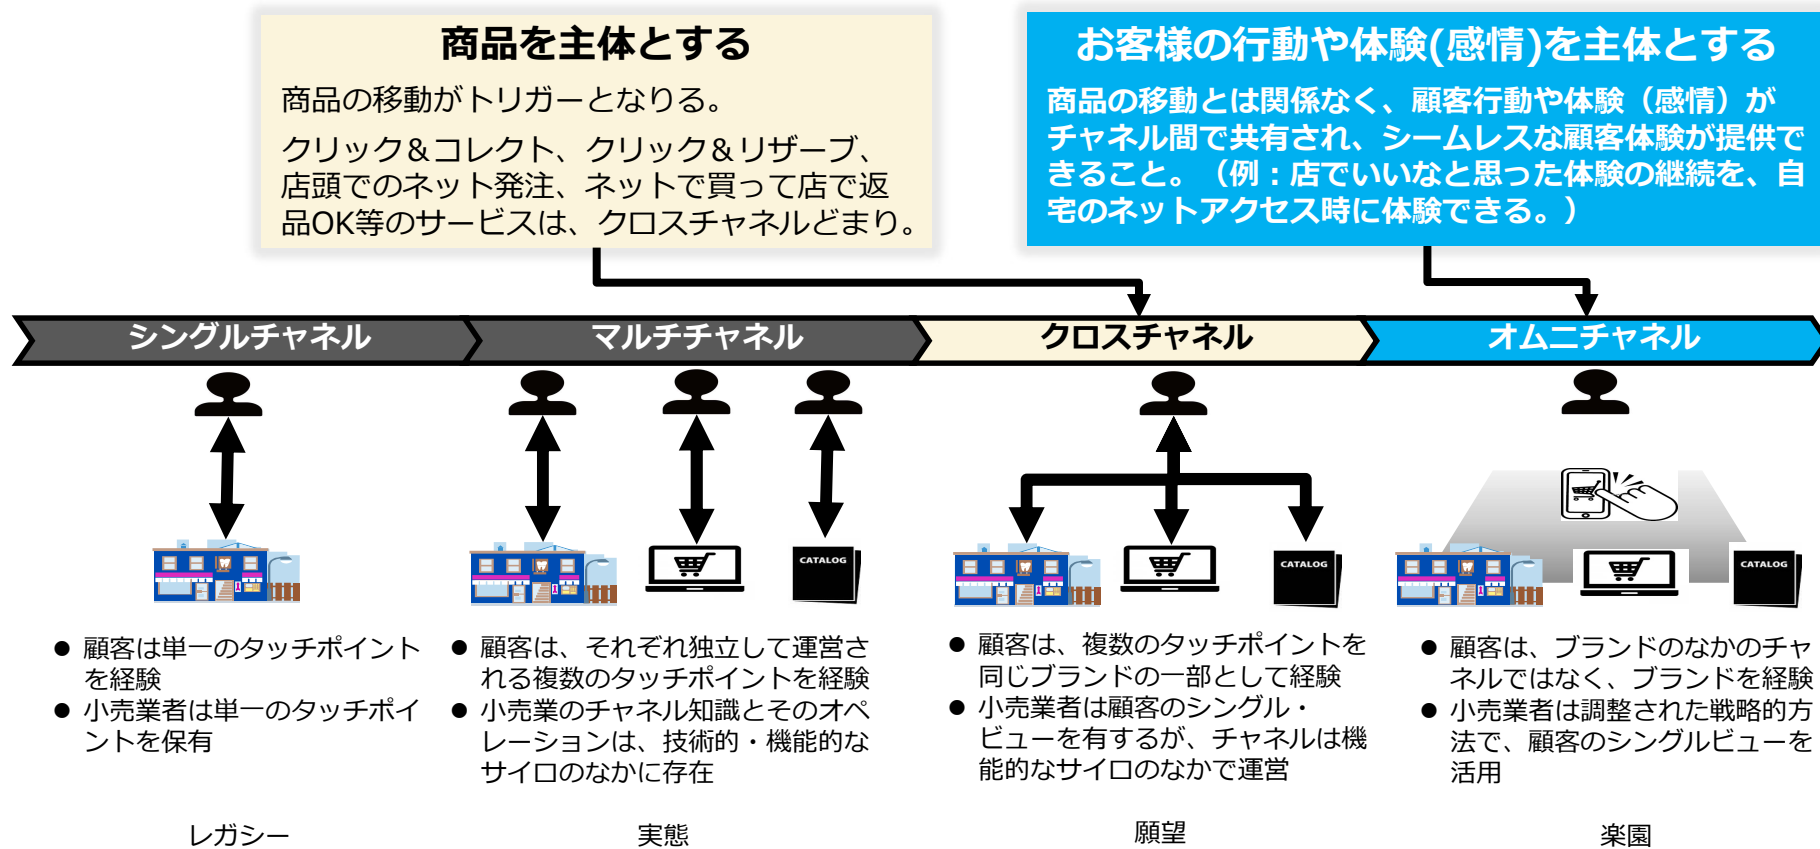 商品を主体とする
商品の移動がトリガーとなりる。
クリック＆コレクト、クリック＆リザーブ、
店頭でのネット発注、ネットで買って店で返
品OK等のサービスは、クロスチャネルどまり。
お客様の行動や体験(感情)を主体とする
商品の移動とは関係なく、顧客行動や体験（感情）が
チャネル間で共有され、シームレスな顧客体験が提供で
きること。（例：店でいいなと思った体験の継続を、自
宅のネットアクセス時に体験できる。）
シングルチャネル
マルチチャネル
クロスチャネル
オムニチャネル
CATALOG
CATALOG
CATALOG
● 顧客は単一のタッチポイント
を経験
● 小売業者は単一のタッチポイ
ントを保有
● 顧客は、それぞれ独立して運営さ
れる複数のタッチポイントを経験
● 小売業のチャネル知識とそのオペ
レーションは、技術的・機能的な
サイロのなかに存在
● 顧客は、複数のタッチポイントを
同じブランドの一部として経験
● 小売業者は顧客のシングル・
ビューを有するが、チャネルは機
能的なサイロのなかで運営
● 顧客は、ブランドのなかのチャ
ネルではなく、ブランドを経験
● 小売業者は調整された戦略的方
法で、顧客のシングルビューを
活用
レガシー
実態
願望
楽園